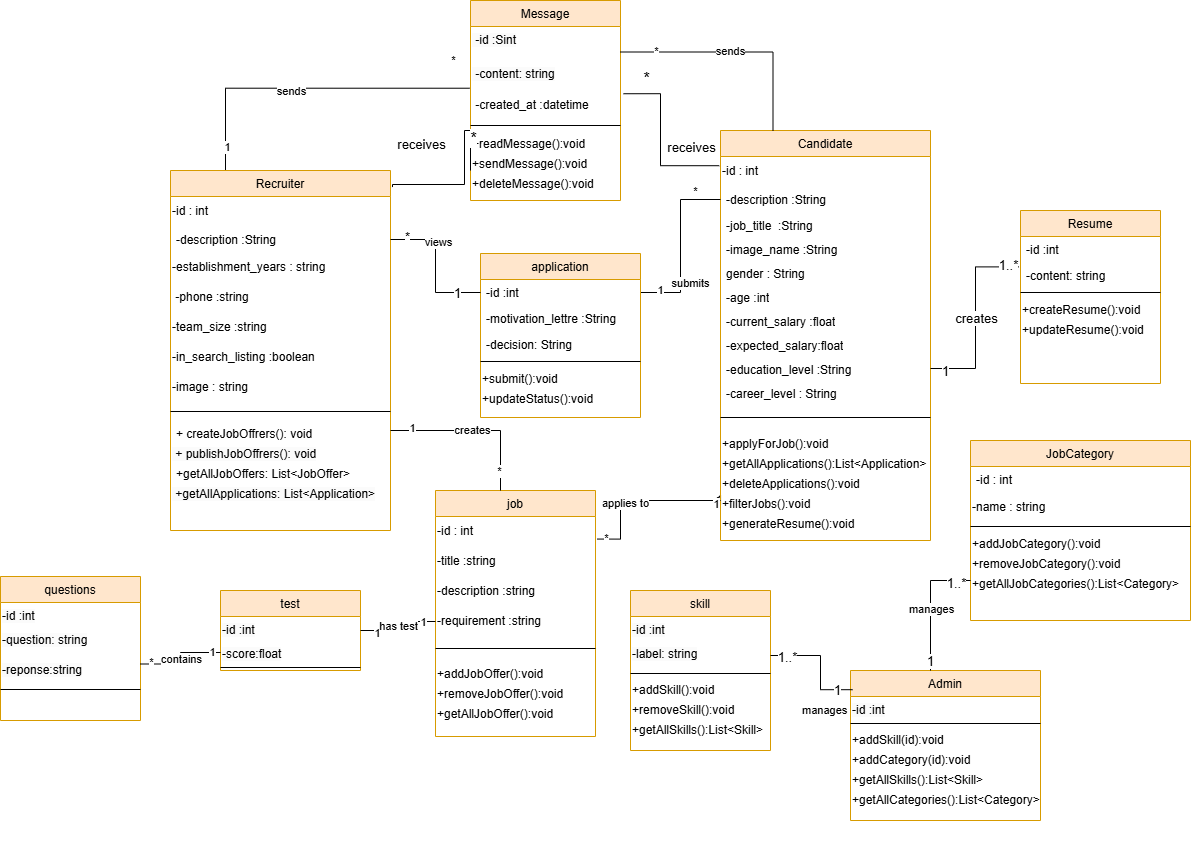 Message
-id :Sint
-content: string
-created_at :datetime
-readMessage():void
+sendMessage():void
+deleteMessage():void
*
sends
1
receives
*
*
sends
*
receives
Recruiter
-id : int
-description :String
-establishment_years : string
-phone :string
-team_size :string
-in_search_listing :boolean
-image : string
+ createJobOffrers(): void
+ publishJobOffrers(): void
+getAllJobOffers: List<JobOffer>
+getAllApplications: List<Application>
*
views
1
application
-id :int
-motivation_lettre :String
-decision: String
+submit():void
+updateStatus():void
1
submits
*
Candidate
-id : int
-description :String
-job_title :String
-image_name :String
gender : String
-age :int
-current_salary :float
-expected_salary:float
-education_level :String
-career_level : String
+applyForJob():void
+getAllApplications():List<Application>
+deleteApplications():void
+filterJobs():void
+generateResume():void
1
creates
1..*
Resume
-id :int
-content: string
+createResume():void
+updateResume():void
1
creates
*
job
-id : int
-title :string
-description :string
-requirement :string
+addJobOffer():void
+removeJobOffer():void
+getAllJobOffer():void
*
applies to
1
JobCategory
-id : int
-name : string
+addJobCategory():void
+removeJobCategory():void
+getAllJobCategories():List<Category>
1..*
manages
1
questions
-id :int
-question: string
-reponse:string
*
contains
1
test
-id :int
-score:float
1
has test
1
skill
-id :int
-label: string
+addSkill():void
+removeSkill():void
+getAllSkills():List<Skill>
1..*
1
manages
Admin
-id :int
+addSkill(id):void
+addCategory(id):void
+getAllSkills():List<Skill>
+getAllCategories():List<Category>